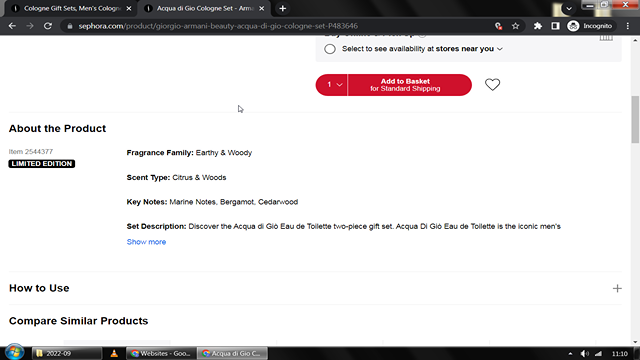 Cologne Gift Sets, Men's Cologne
Acqua di Gio Cologne Set - Arma
sephora.com/product/giorgio-armani-beauty-acqua-di-gio-cologne-set-P483646
Incognito
Select to see availability at stores near you
1
Add to Basket
for Standard Shipping
About the Product
Item 2544377
LIMITED EDITION
Fragrance Family: Earthy & Woody
Scent Type: Citrus & Woods
Key Notes: Marine Notes, Bergamot, Cedarwood
Set Description: Discover the Acqua di Giò Eau de Toilette two-piece gift set. Acqua Di Giò Eau de Toilette is the iconic men's
Show more
How to Use
Compare Similar Products
2022-09
Websites - Goo...
Acqua di Gio C...
11:10